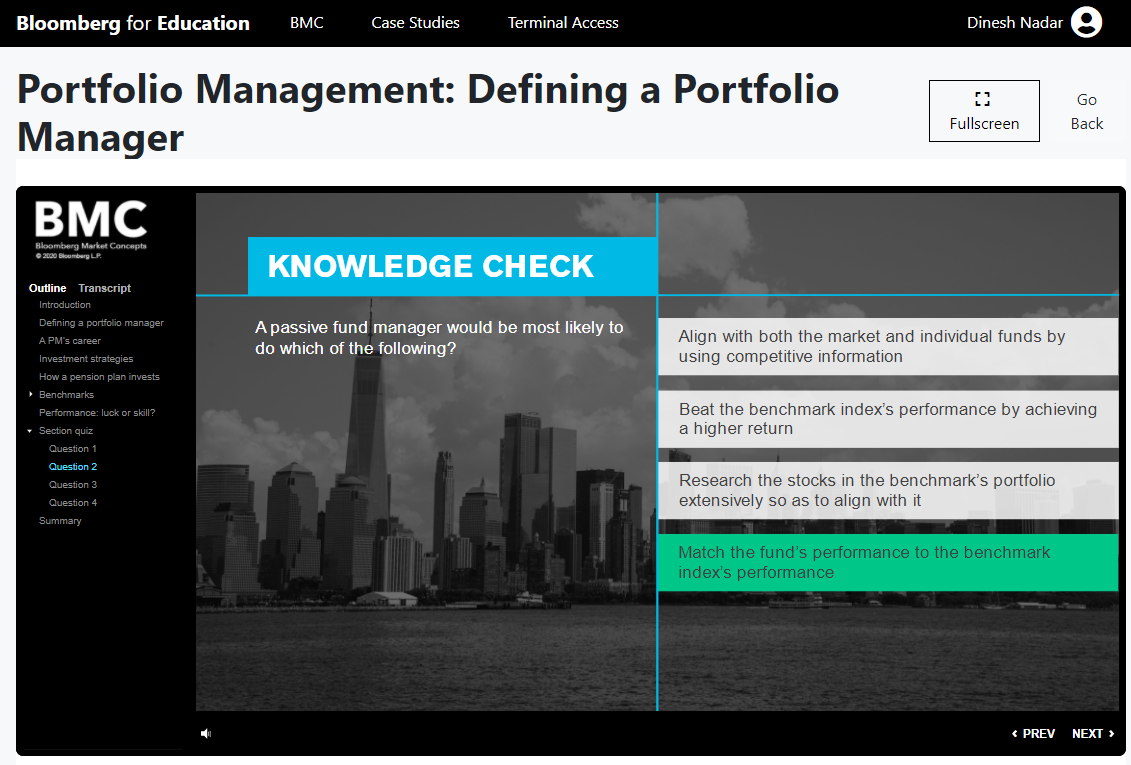 Bloomberg for Education
BMC
Case Studies
Terminal Access
Dinesh Nadar
Portfolio Management: Defining a Portfolio
Manager
Fullscreen
Go
Back
BMC
Bloomberg Market Concepts
© 2020 Bloomberg L.P.
Outline
Transcript
Introduction
Defining a portfolio manager
A PM's career
Investment strategies
How a pension plan invests
Benchmarks
Performance: luck or skill?
Section quiz
Question 1
Question 2
Question 3
Question 4
Summary
KNOWLEDGE CHECK
A passive fund manager would be most likely to
do which of the following?
Align with both the market and individual funds by
using competitive information
Beat the benchmark index's performance by achieving
a higher return
Research the stocks in the benchmark's portfolio
extensively so as to align with it
Match the fund's performance to the benchmark
index's performance
PREV
NEXT